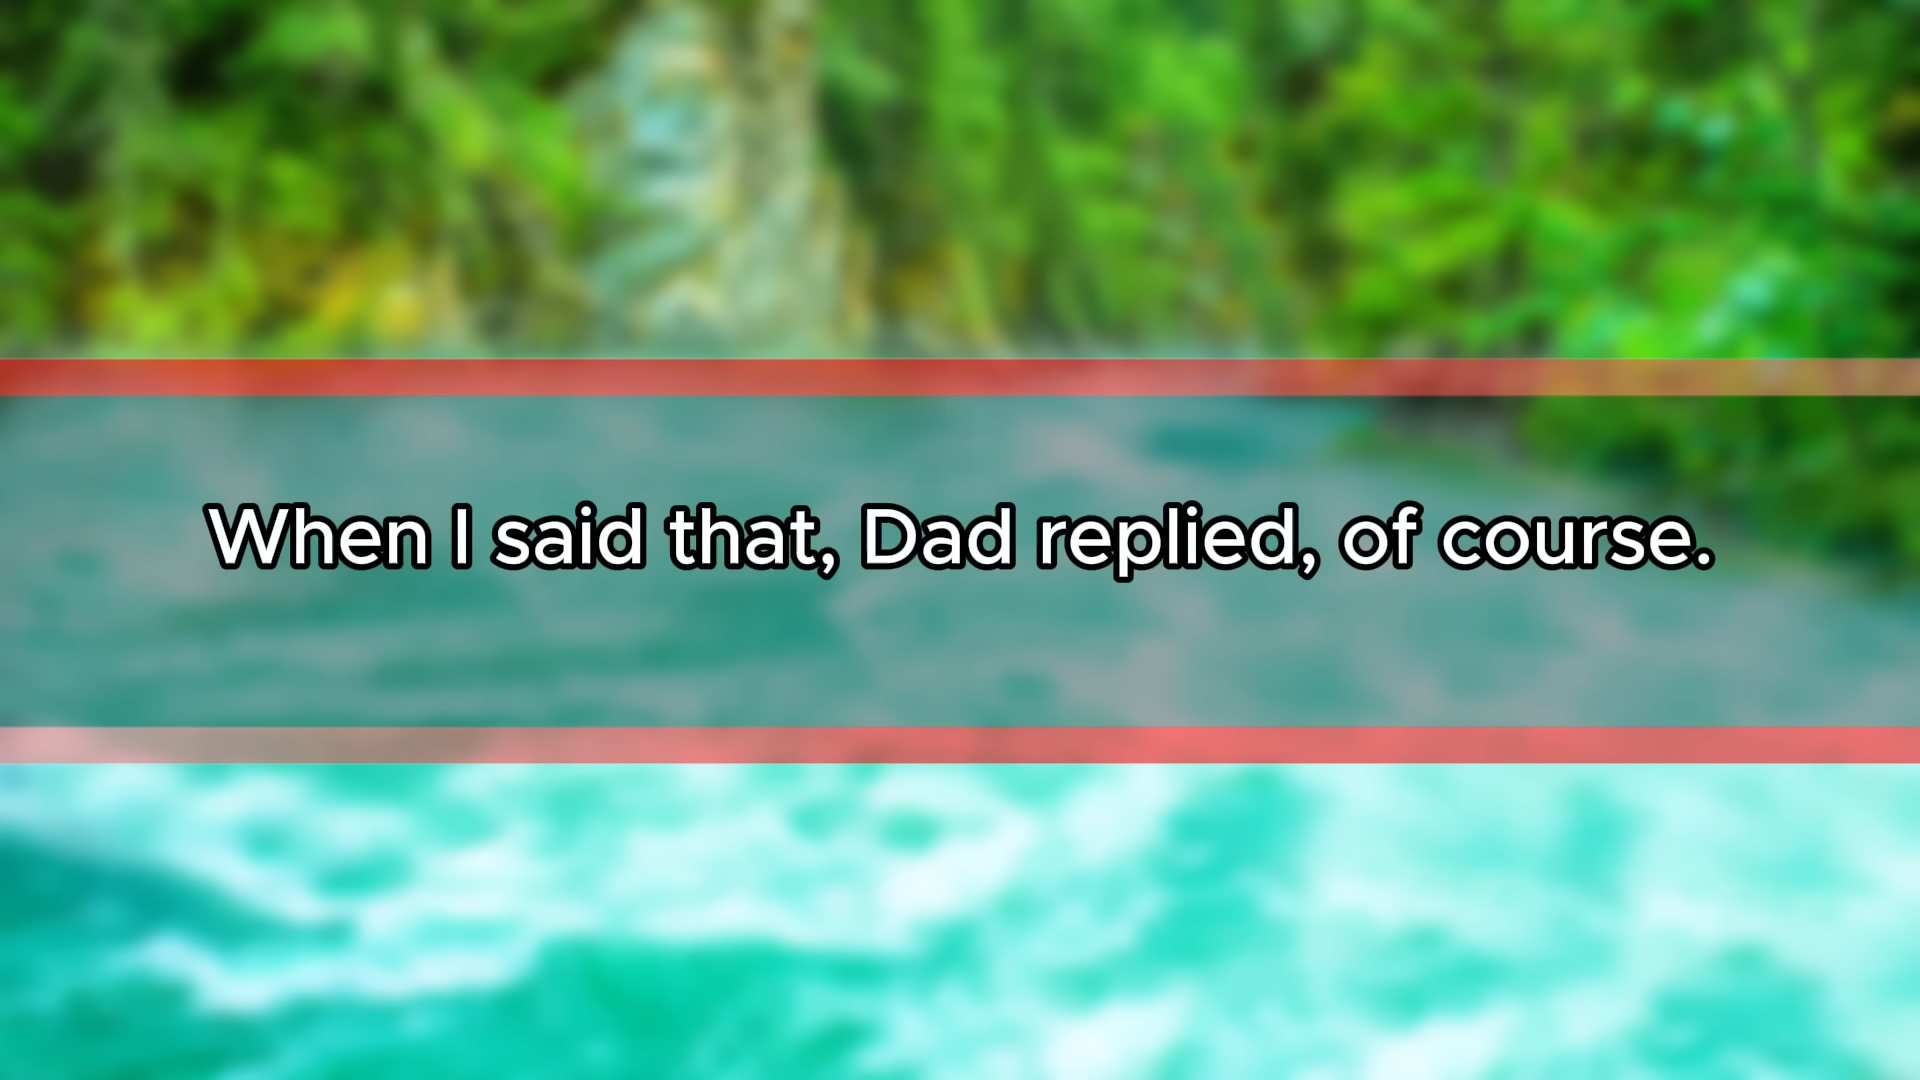 When I said that, Dad replied, of course.